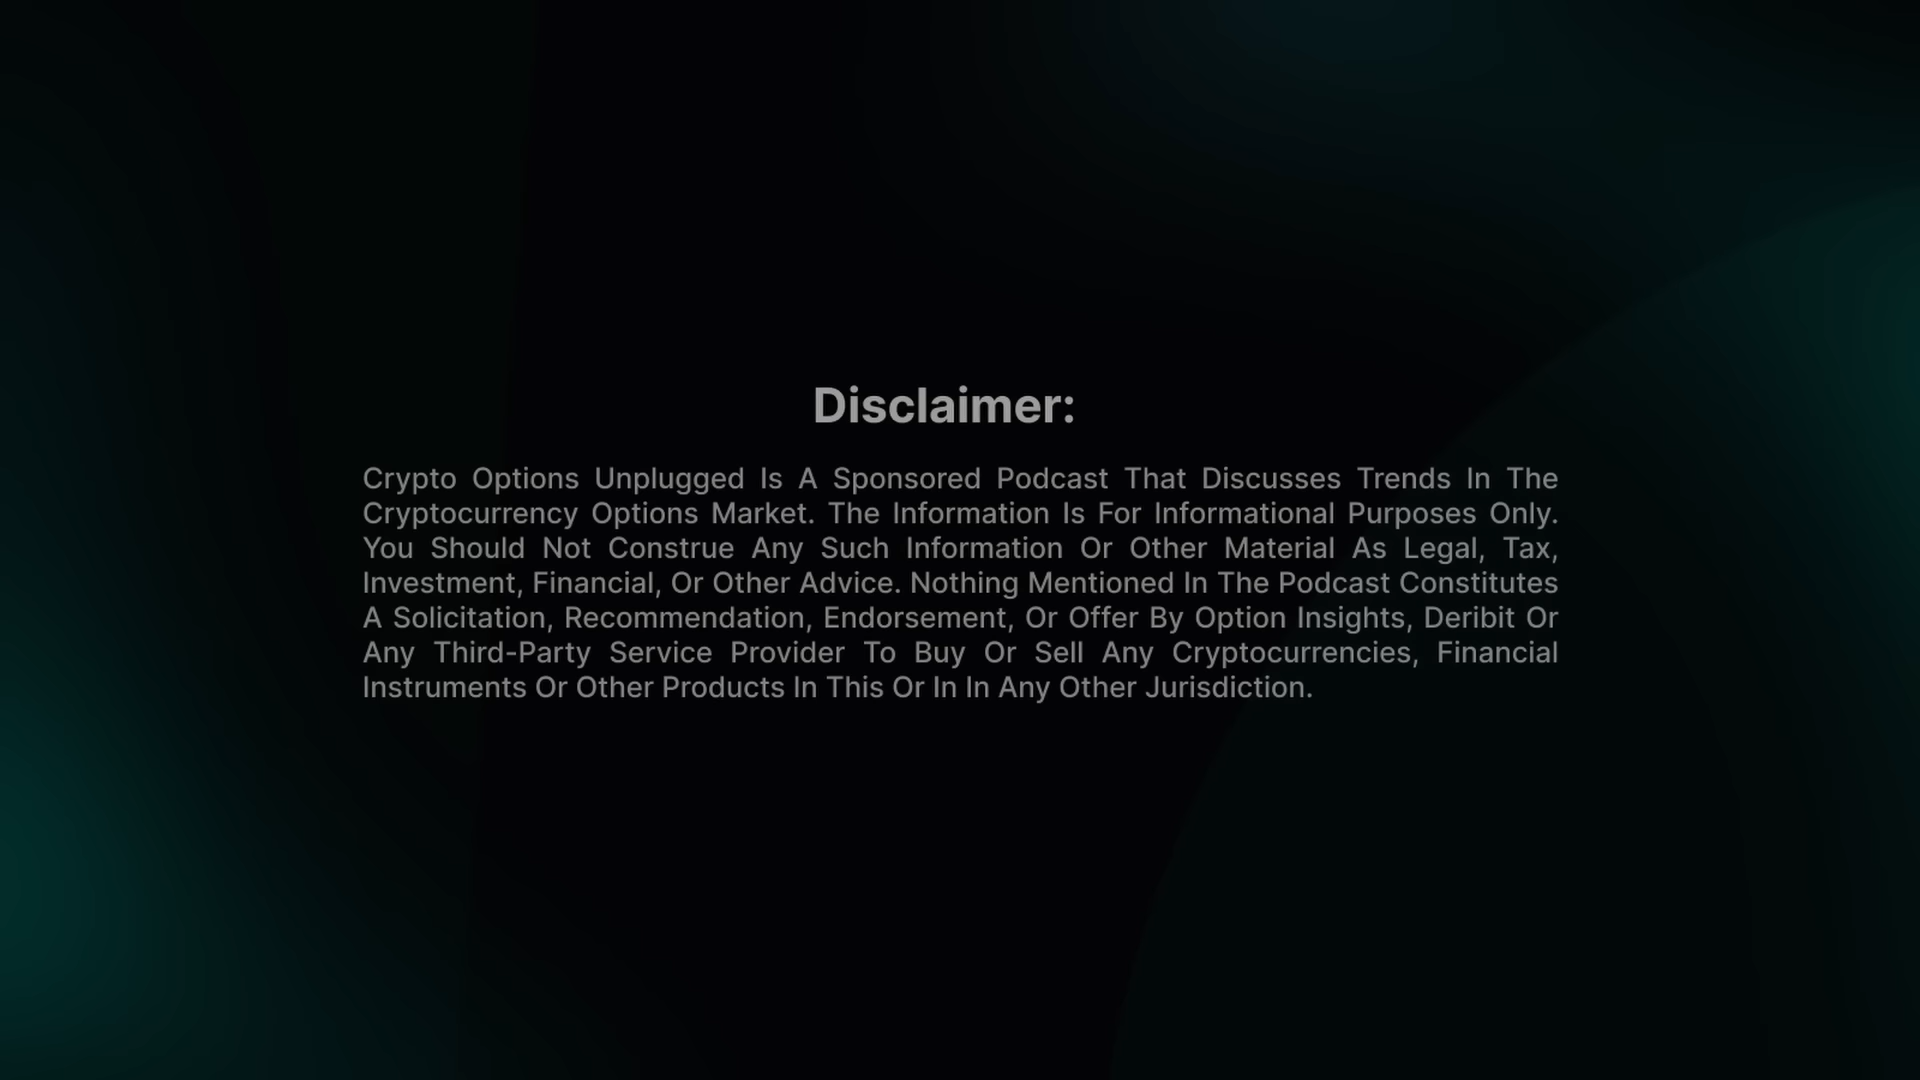 Disclaimer:
Crypto Options Unplugged Is A Sponsored Podcast That Discusses Trends In The
Cryptocurrency Options Market. The Information Is For Informational Purposes Only.
You Should Not Construe Any Such Information Or Other Material As Legal, Tax,
Investment, Financial, Or Other Advice. Nothing Mentioned In The Podcast Constitutes
A Solicitation, Recommendation, Endorsement, Or Offer By Option Insights, Deribit Or
Any Third-Party Service Provider To Buy Or Sell Any Cryptocurrencies, Financial
Instruments Or Other Products In This Or In In Any Other Jurisdiction.